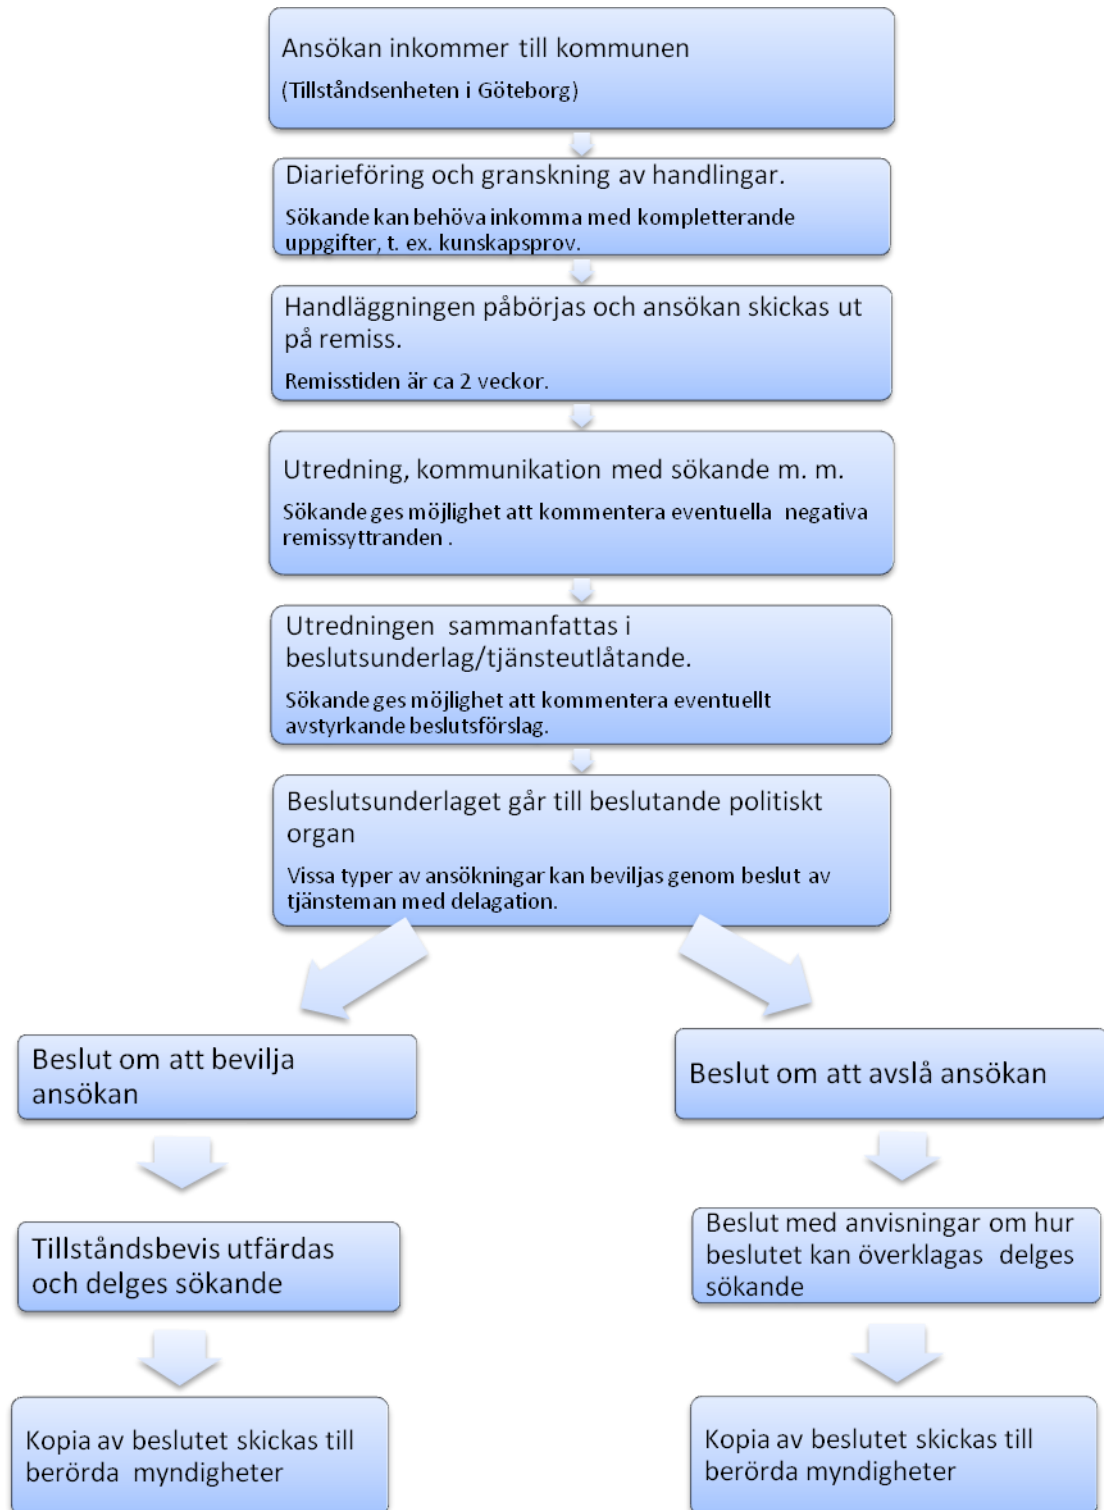 Ansökan inkommer till kommunen
(Tillståndsenheten i Göteborg)
Diarieföring och granskning av handlingar.
Sökande kan behöva inkomma med kompletterande
uppgifter, t. ex. kunskapsprov.
Handläggningen påbörjas och ansökan skickas ut
på remiss.
Remisstiden är ca 2 veckor.
Utredning, kommunikation med sökande m. m.
Sökande ges möjlighet att kommentera eventuella negativa
remissyttranden .
Utredningen sammanfattas i
beslutsunderlag/tjänsteutlåtande.
Sökande ges möjlighet att kommentera eventuellt
avstyrkande beslutsförslag.
Beslutsunderlaget går till beslutande politiskt
organ
Vissa typer av ansökningar kan beviljas genom beslut av
tjänsteman med delagation.
Beslut om att bevilja
ansökan
Tillståndsbevis utfärdas
och delges sökande
Kopia av beslutet skickas till
berörda myndigheter
Beslut om att avslå ansökan
Beslut med anvisningar om hur
beslutet kan överklagas delges
sökande
Kopia av beslutet skickas till
berörda myndigheter